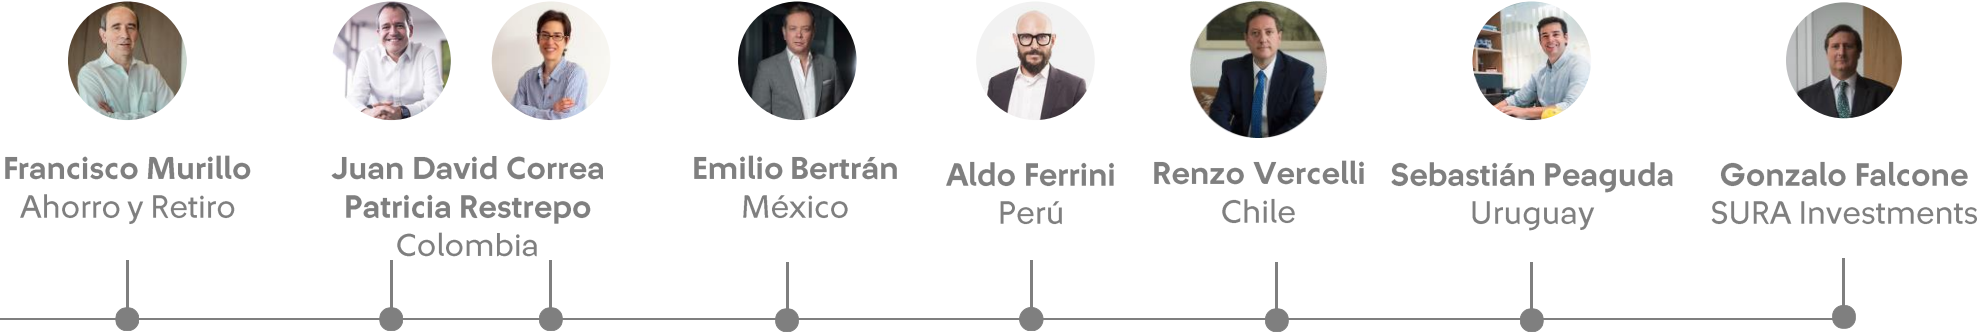 Francisco Murillo
Ahorro y Retiro
Juan David Correa
Patricia Restrepo
Colombia
Emilio Bertrán
México
Aldo Ferrini
Perú
Renzo Vercelli
Chile
Sebastián Peaguda
Uruguay
Gonzalo Falcone
SURA Investments